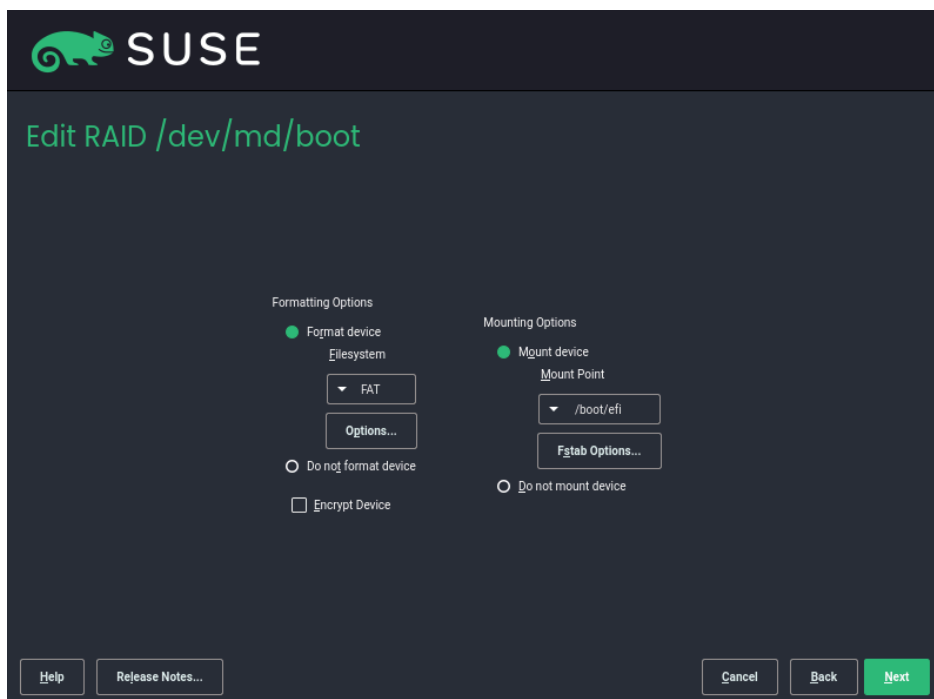 SUSE
Edit RAID /dev/md/boot
Formatting Options
Format device
Filesystem
FAT
Options...
Do not format device
Encrypt Device
Mounting Options
Mount device
Mount Point
/boot/efi
Fstab Options...
Do not mount device
Help
Release Notes...
Cancel
Back
Next